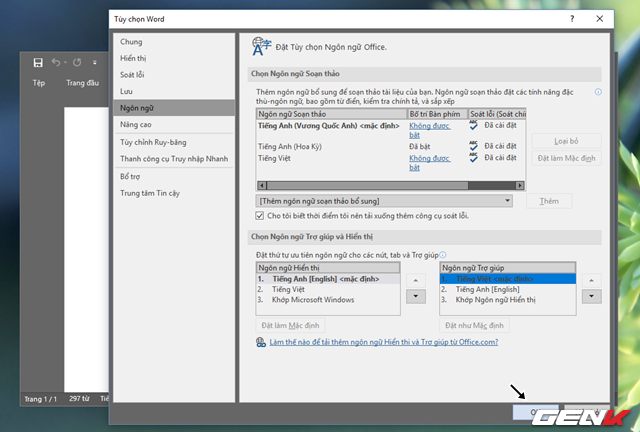 Tùy chọn Word
Chung
Hiển thị
Soát lỗi
Lưu
Ngôn ngữ
Nâng cao
Tùy chỉnh Ruy-băng
Thanh công cụ Truy nhập Nhanh
Bổ trợ
Trung tâm Tin cậy
Tệp
Trang đầu
Trang 1 / 1
297 từ
Đặt Tùy chọn Ngôn ngữ Office.
Chọn Ngôn ngữ Soạn thảo
Thêm ngôn ngữ bổ sung để soạn thảo tài liệu của bạn. Ngôn ngữ soạn thảo đặt các tính năng đặc
thù-ngôn ngữ, bao gồm từ điển, kiểm tra chính tả, và sắp xếp
Ngôn ngữ Soạn thảo Bố trí Bàn phím Soát lỗi (Soát chí
Tiếng Anh (Vương Quốc Anh) <mặc định> Không được bật Đã cài đặt
Tiếng Anh (Hoa Kỳ) Đã bật Đã cài đặt
Tiếng Việt Không được bật Đã cài đặt
Loại bỏ
Đặt làm Mặc định
[Thêm ngôn ngữ soạn thảo bổ sung]
Thêm
Cho tôi biết thời điểm tôi nên tải xuống thêm công cụ soát lỗi.
Chọn Ngôn ngữ Trợ giúp và Hiển thị
Đặt thứ tự ưu tiên ngôn ngữ cho các nút, tab và Trợ giúp
Ngôn ngữ Hiển thị
1. Tiếng Anh [English] <mặc định>
2. Tiếng Việt
3. Khớp Microsoft Windows
Đặt làm Mặc định
Ngôn ngữ Trợ giúp
1. Tiếng Việt <mặc định>
2. Tiếng Anh [English]
3. Khớp Ngôn ngữ Hiển thị
Đặt như Mặc định
Làm thế nào để tải thêm ngôn ngữ Hiển thị và Trợ giúp từ Office.com?
GENK